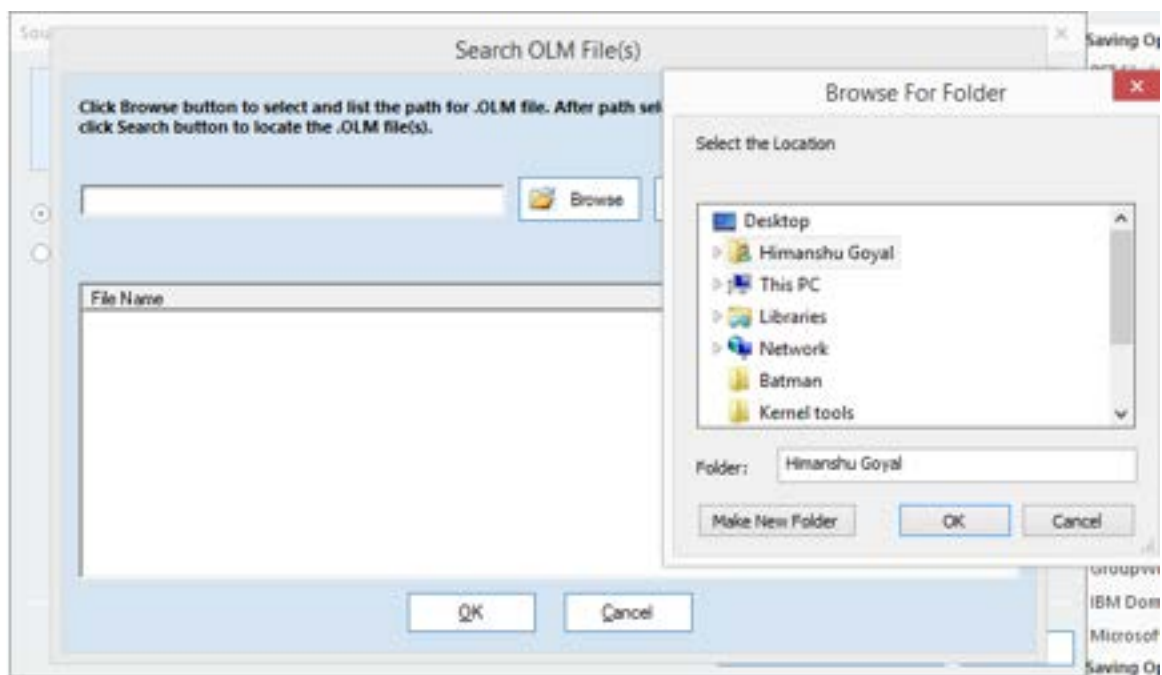 Sou
Search OLM File(s)
Saving Op
Click Browse button to select and list the path for .OLM file. After path sel
click Search button to locate the .OLM file(s).
Browse
File Name
OK
Cancel
Browse For Folder
Select the Location
Desktop
Himanshu Goyal
This PC
Libraries
Network
Batman
Kernel tools
Folder: Himanshu Goyal
Make New Folder OK Cancel
GroupWi
IBM Dom
Microsof
Saving Op